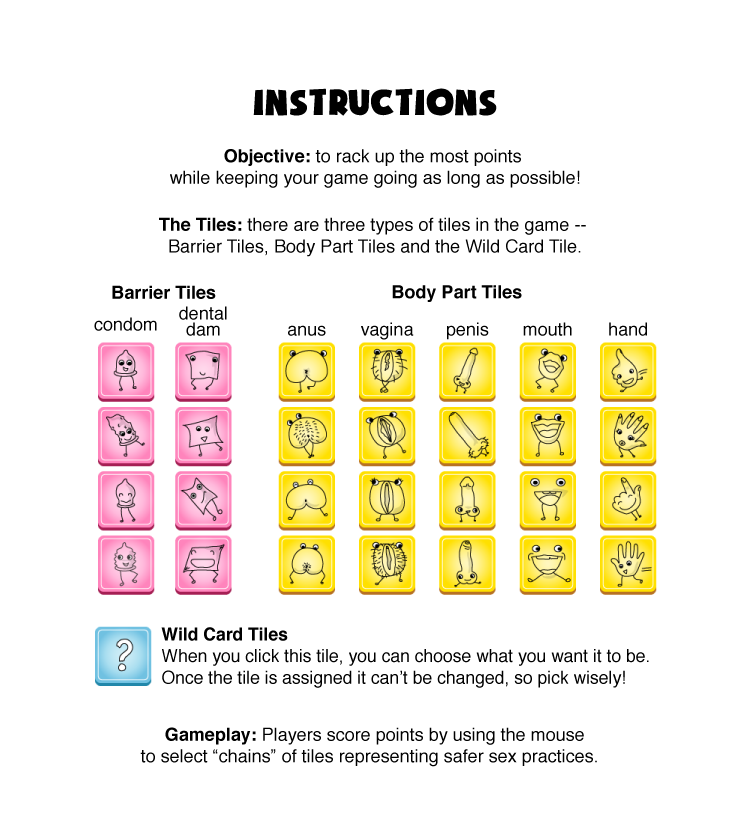 INSTRUCTIONS
Objective: to rack up the most points
while keeping your game going as long as possible!
The Tiles: there are three types of tiles in the game --
Barrier Tiles, Body Part Tiles and the Wild Card Tile.
Barrier Tiles
Body Part Tiles
condom
dental
dam
anus
vagina
penis
mouth
hand
?
Wild Card Tiles
When you click this tile, you can choose what you want it to be.
Once the tile is assigned it can't be changed, so pick wisely!
Gameplay: Players score points by using the mouse
to select “chains” of tiles representing safer sex practices.